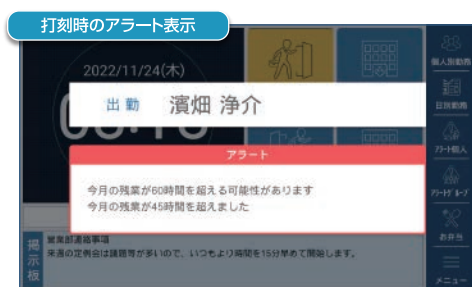 打刻時のアラート表示
2022/11/24(木)
出勤 濱畑 浄介
アラート
今月の残業が60時間を超える可能性があります
今月の残業が45時間を超えました
掲示板
営業部連絡事項
来週の定例会は議題等が多いので、いつもより時間を15分早めて開始します。
個人別勤務
日別勤務
アラート個人
アラートグループ
お弁当
メニュー